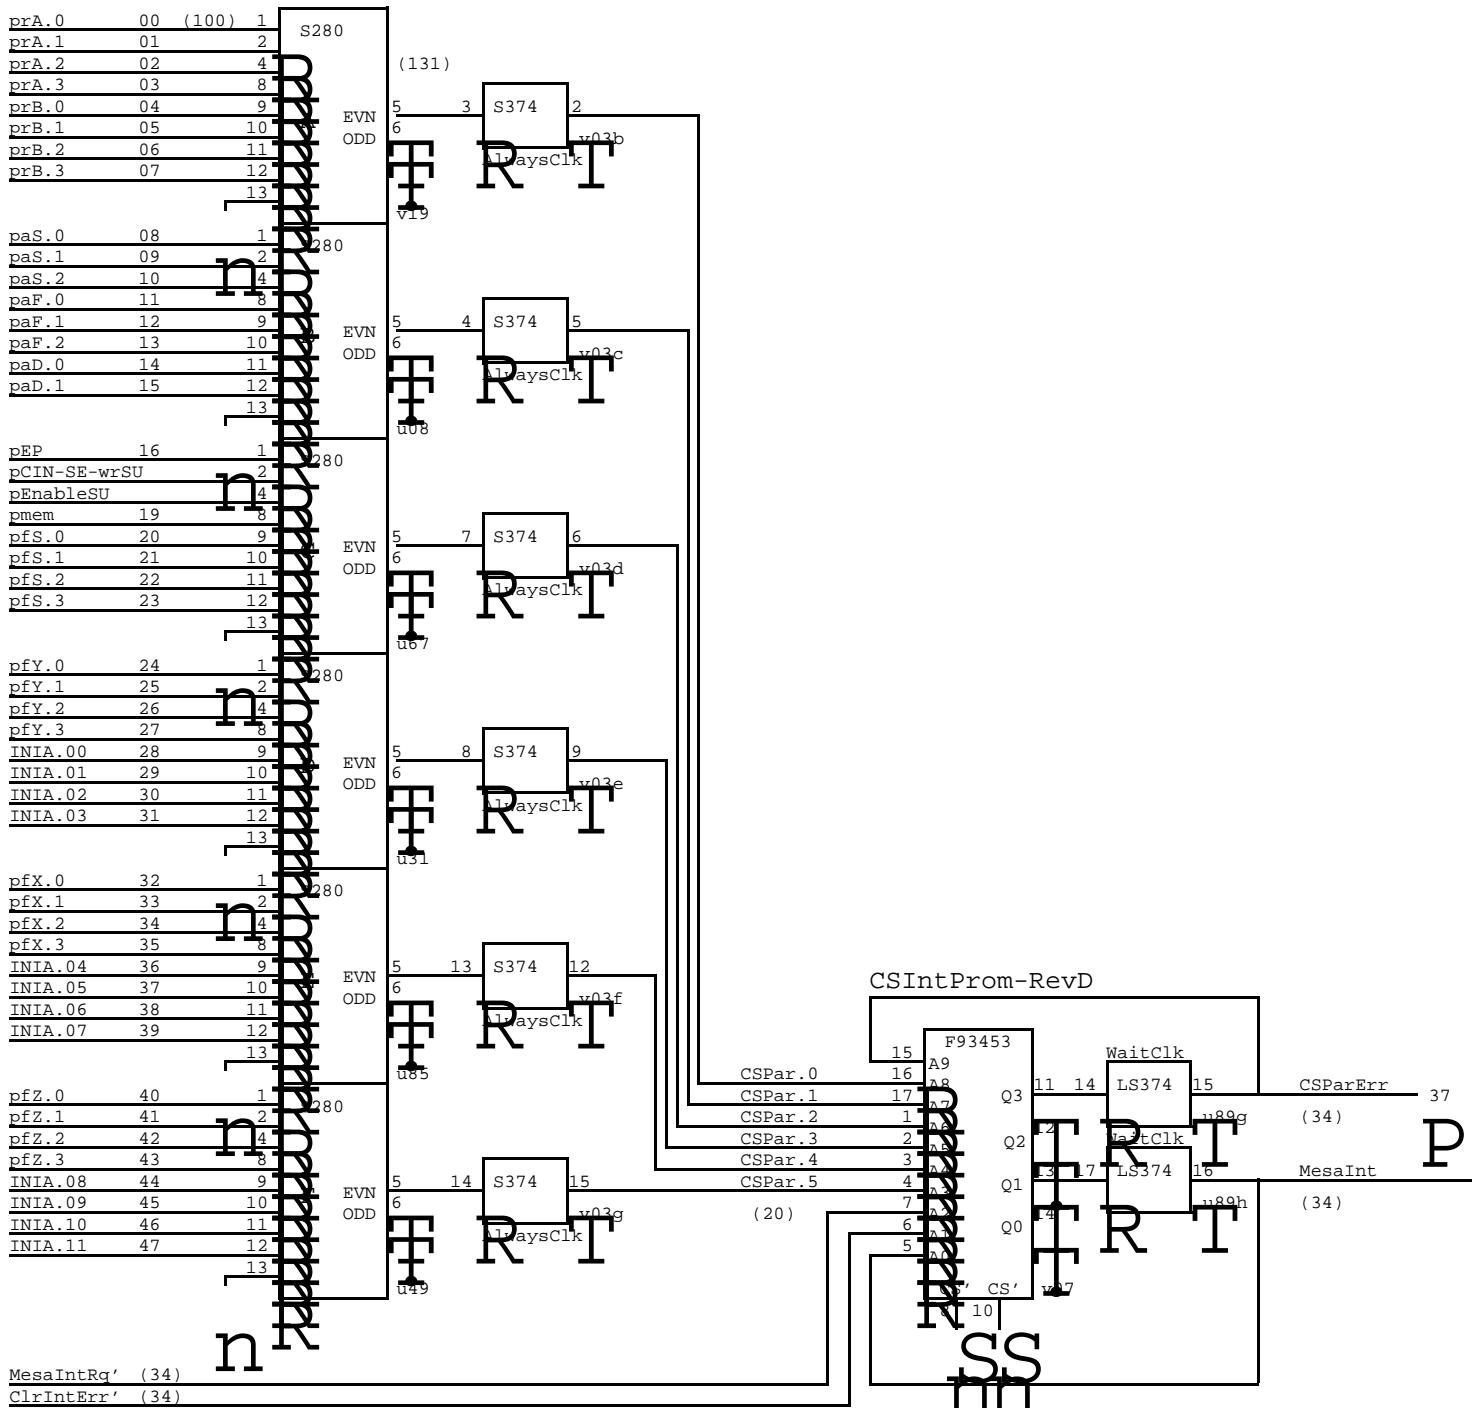 prA.0 00 (100) 1 S280
prA.1 01 2
prA.2 02 4 (131)
prA.3 03 8
prB.0 04 9 EVN 5 3 S374 2
prB.1 05 10 ODD 6 v03b
prB.2 06 11 AlwaysClk
prB.3 07 12 T T R T
13
v19
paS.0 08 1 S280
paS.1 09 2
paS.2 10 4 n
paF.0 11 8
paF.1 12 9 EVN 5 4 S374 5
paF.2 13 10 ODD 6 v03c
paD.0 14 11 AlwaysClk
paD.1 15 12 T T R T
13
u08
pEP 16 1 S280
pCIN-SE-wrSU 2
pEnableSU 4 n
pmem 19 8
pfS.0 20 9 EVN 5 7 S374 6
pfS.1 21 10 ODD 6 v03d
pfS.2 22 11 AlwaysClk
pfS.3 23 12 T T R T
13
u67
pfY.0 24 1 S280
pfY.1 25 2
pfY.2 26 4 n
pfY.3 27 8
INIA.00 28 9 EVN 5 8 S374 9
INIA.01 29 10 ODD 6 v03e
INIA.02 30 11 AlwaysClk
INIA.03 31 12 T T R T
13
u31
pfX.0 32 1 S280
pfX.1 33 2
pfX.2 34 4 n
pfX.3 35 8
INIA.04 36 9 EVN 5 13 S374 12
INIA.05 37 10 ODD 6 v03f
INIA.06 38 11 AlwaysClk
INIA.07 39 12 T T R T
13
u85
pfZ.0 40 1 S280
pfZ.1 41 2
pfZ.2 42 4 n
pfZ.3 43 8
INIA.08 44 9 EVN 5 14 S374 15
INIA.09 45 10 ODD 6 v03g
INIA.10 46 11 AlwaysClk
INIA.11 47 12 T T R T
13
u49
n R
MesaIntRq' (34)
ClrIntErr' (34)
CSIntProm-RevD
F93453
15 A9 WaitClk
CSPar.0 16 A8 Q3 11 14 LS374 15 CSParErr 37
CSPar.1 17 A7 u89g (34)
CSPar.2 1 A6 Q2 12 WaitClk T R T P
CSPar.3 2 A5
CSPar.4 3 A4 Q1 13 17 LS374 16 MesaInt
CSPar.5 4 A3 u89h (34)
(20) 7 A2 Q0 14 T R T
6 A1
5 A0
CS' CS' v07
8 10
S S
n n